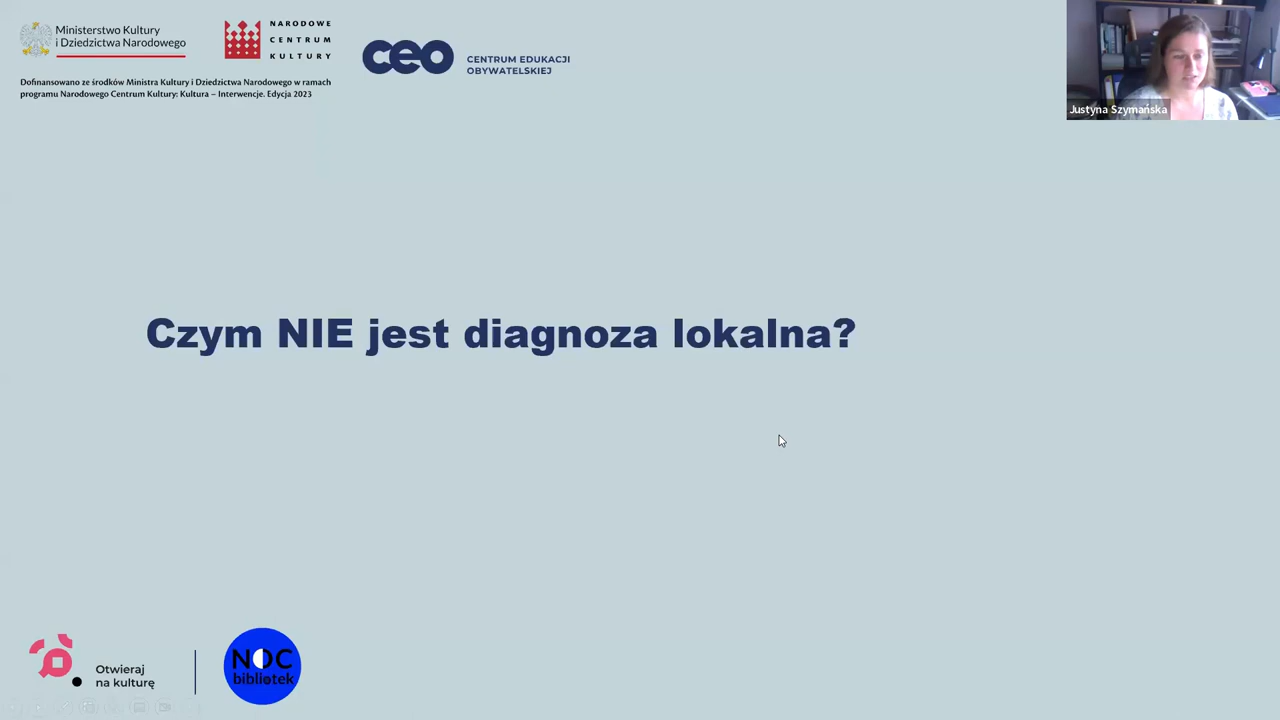 Ministerstwo Kultury
i Dziedzictwa Narodowego
NARODOWE
CENTRUM
KULTURY
ceo
CENTRUM EDUKACJI
OBYWATELSKIEJ
Dofinansowano ze środków Ministra Kultury i Dziedzictwa Narodowego w ramach
programu Narodowego Centrum Kultury: Kultura – Interwencje. Edycja 2023
Justyna Szymańska
Czym NIE jest diagnoza lokalna?
Otwieraj
na kulturę
NOC
bibliotek